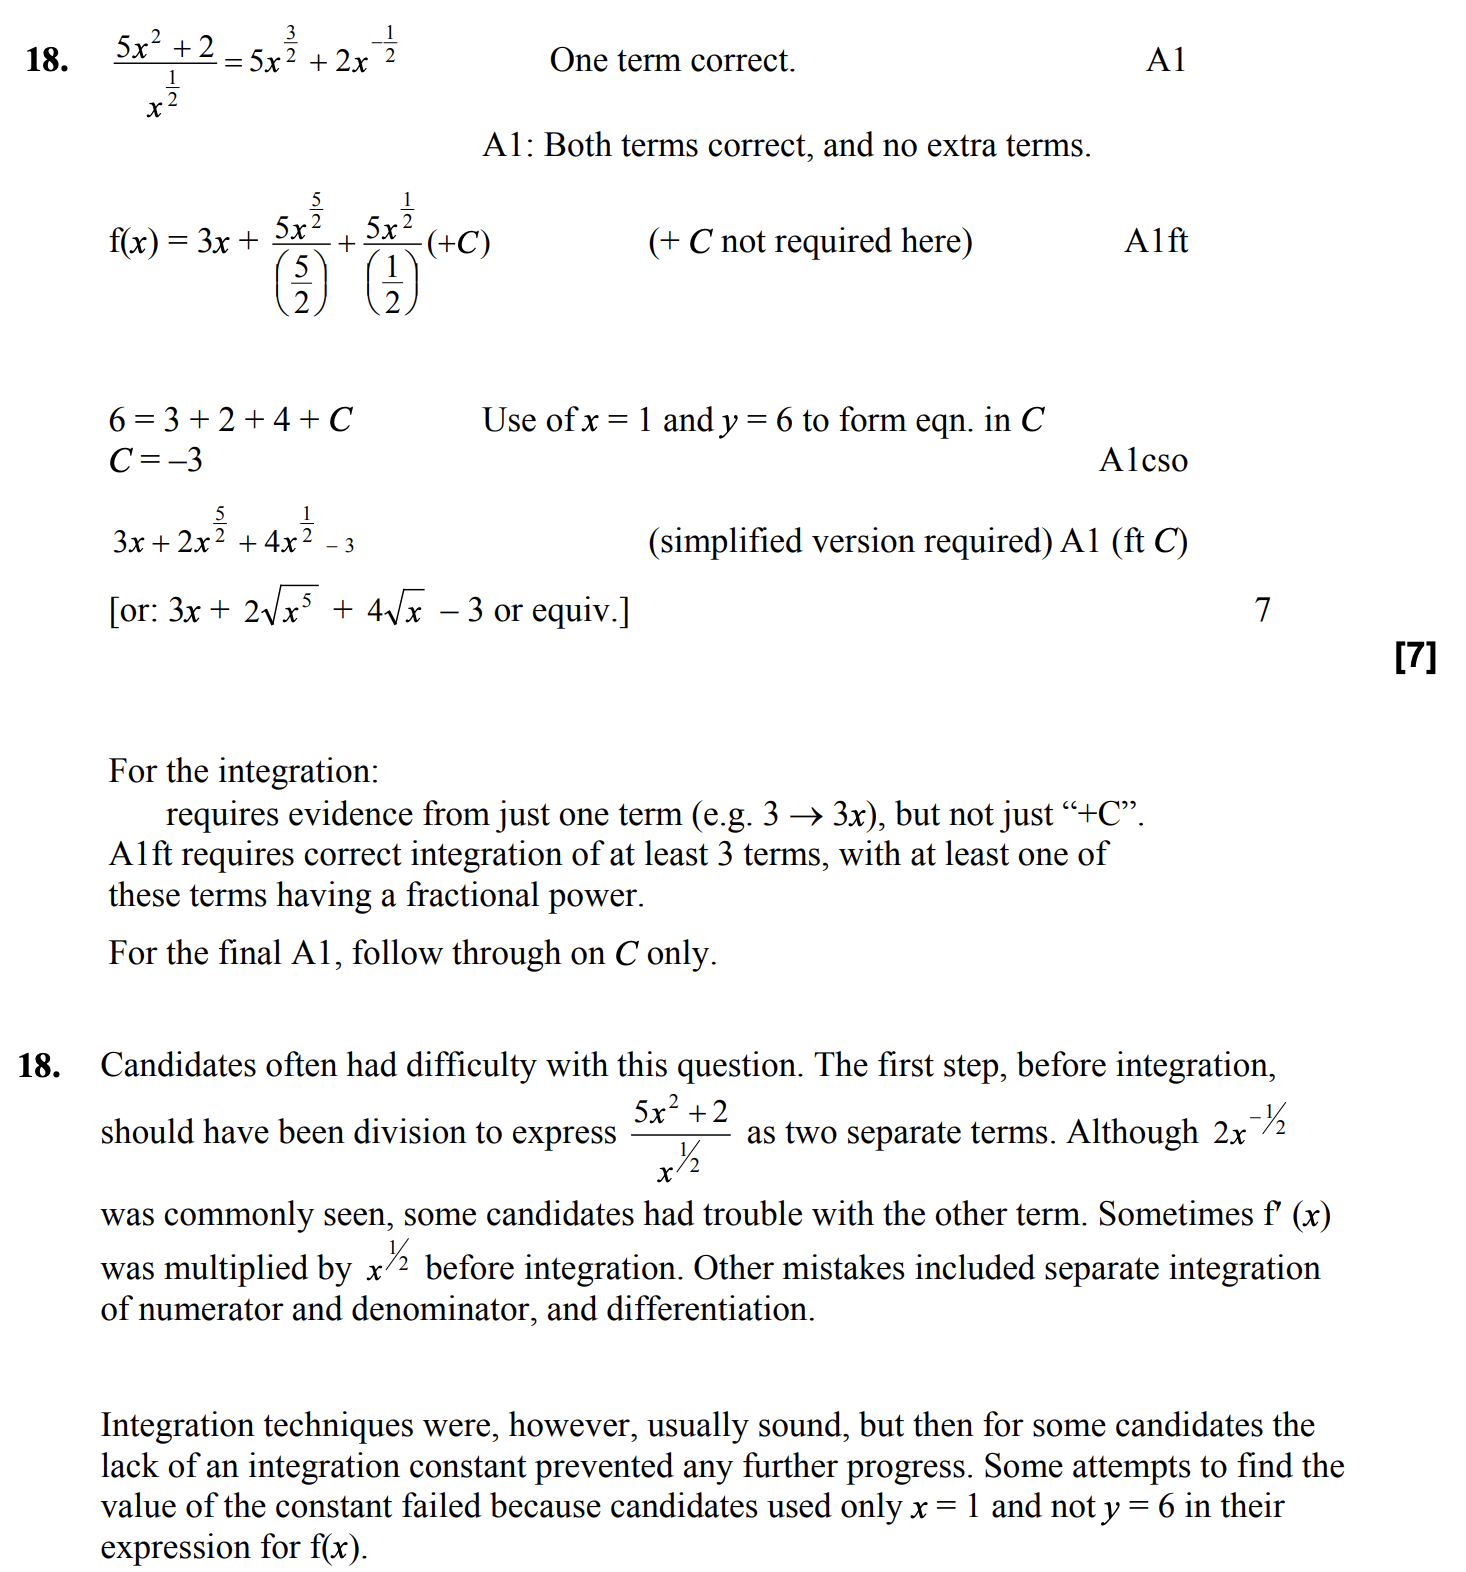 18. \frac{5x^2 + 2}{x^{\frac{1}{2}}} = 5x^{\frac{3}{2}} + 2x^{-\frac{1}{2}} One term correct. A1
A1: Both terms correct, and no extra terms.
f(x) = 3x + \frac{5x^{\frac{5}{2}}}{\left(\frac{5}{2}\right)} + \frac{5x^{\frac{1}{2}}}{\left(\frac{1}{2}\right)} (+C) (+ C not required here) A1ft
6 = 3 + 2 + 4 + C Use of x = 1 and y = 6 to form eqn. in C
C = –3 A1cso
3x + 2x^{\frac{5}{2}} + 4x^{\frac{1}{2}} – 3 (simplified version required) A1 (ft C)
[or: 3x + 2\sqrt{x^5} + 4\sqrt{x} – 3 or equiv.] 7
[7]
For the integration:
requires evidence from just one term (e.g. 3 → 3x), but not just “+C”.
A1ft requires correct integration of at least 3 terms, with at least one of
these terms having a fractional power.
For the final A1, follow through on C only.
18. Candidates often had difficulty with this question. The first step, before integration,
should have been division to express \frac{5x^2 + 2}{x^{1/2}} as two separate terms. Although 2x^{-1/2}
was commonly seen, some candidates had trouble with the other term. Sometimes f' (x)
was multiplied by x^{1/2} before integration. Other mistakes included separate integration
of numerator and denominator, and differentiation.
Integration techniques were, however, usually sound, but then for some candidates the
lack of an integration constant prevented any further progress. Some attempts to find the
value of the constant failed because candidates used only x = 1 and not y = 6 in their
expression for f(x).